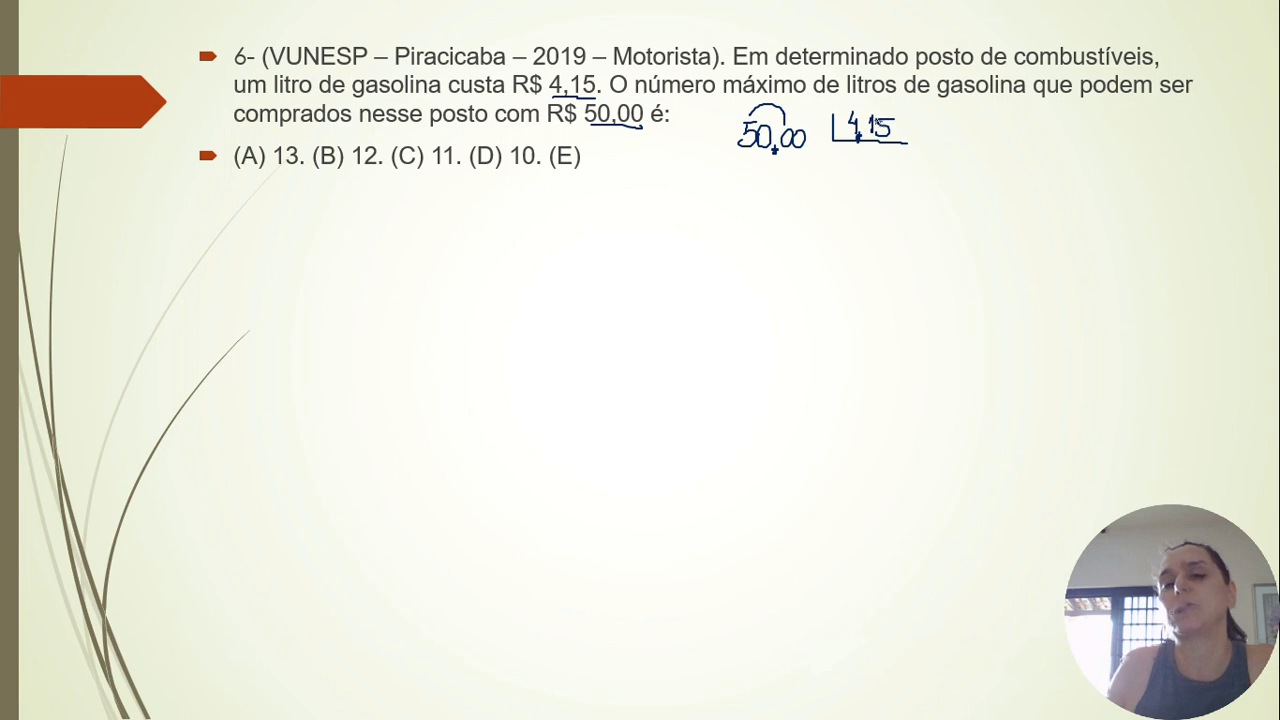 6- (VUNESP – Piracicaba – 2019 – Motorista). Em determinado posto de combustíveis,
um litro de gasolina custa R$ 4,15. O número máximo de litros de gasolina que podem ser
comprados nesse posto com R$ 50,00 é:
50,00 4,15
(A) 13. (B) 12. (C) 11. (D) 10. (E)